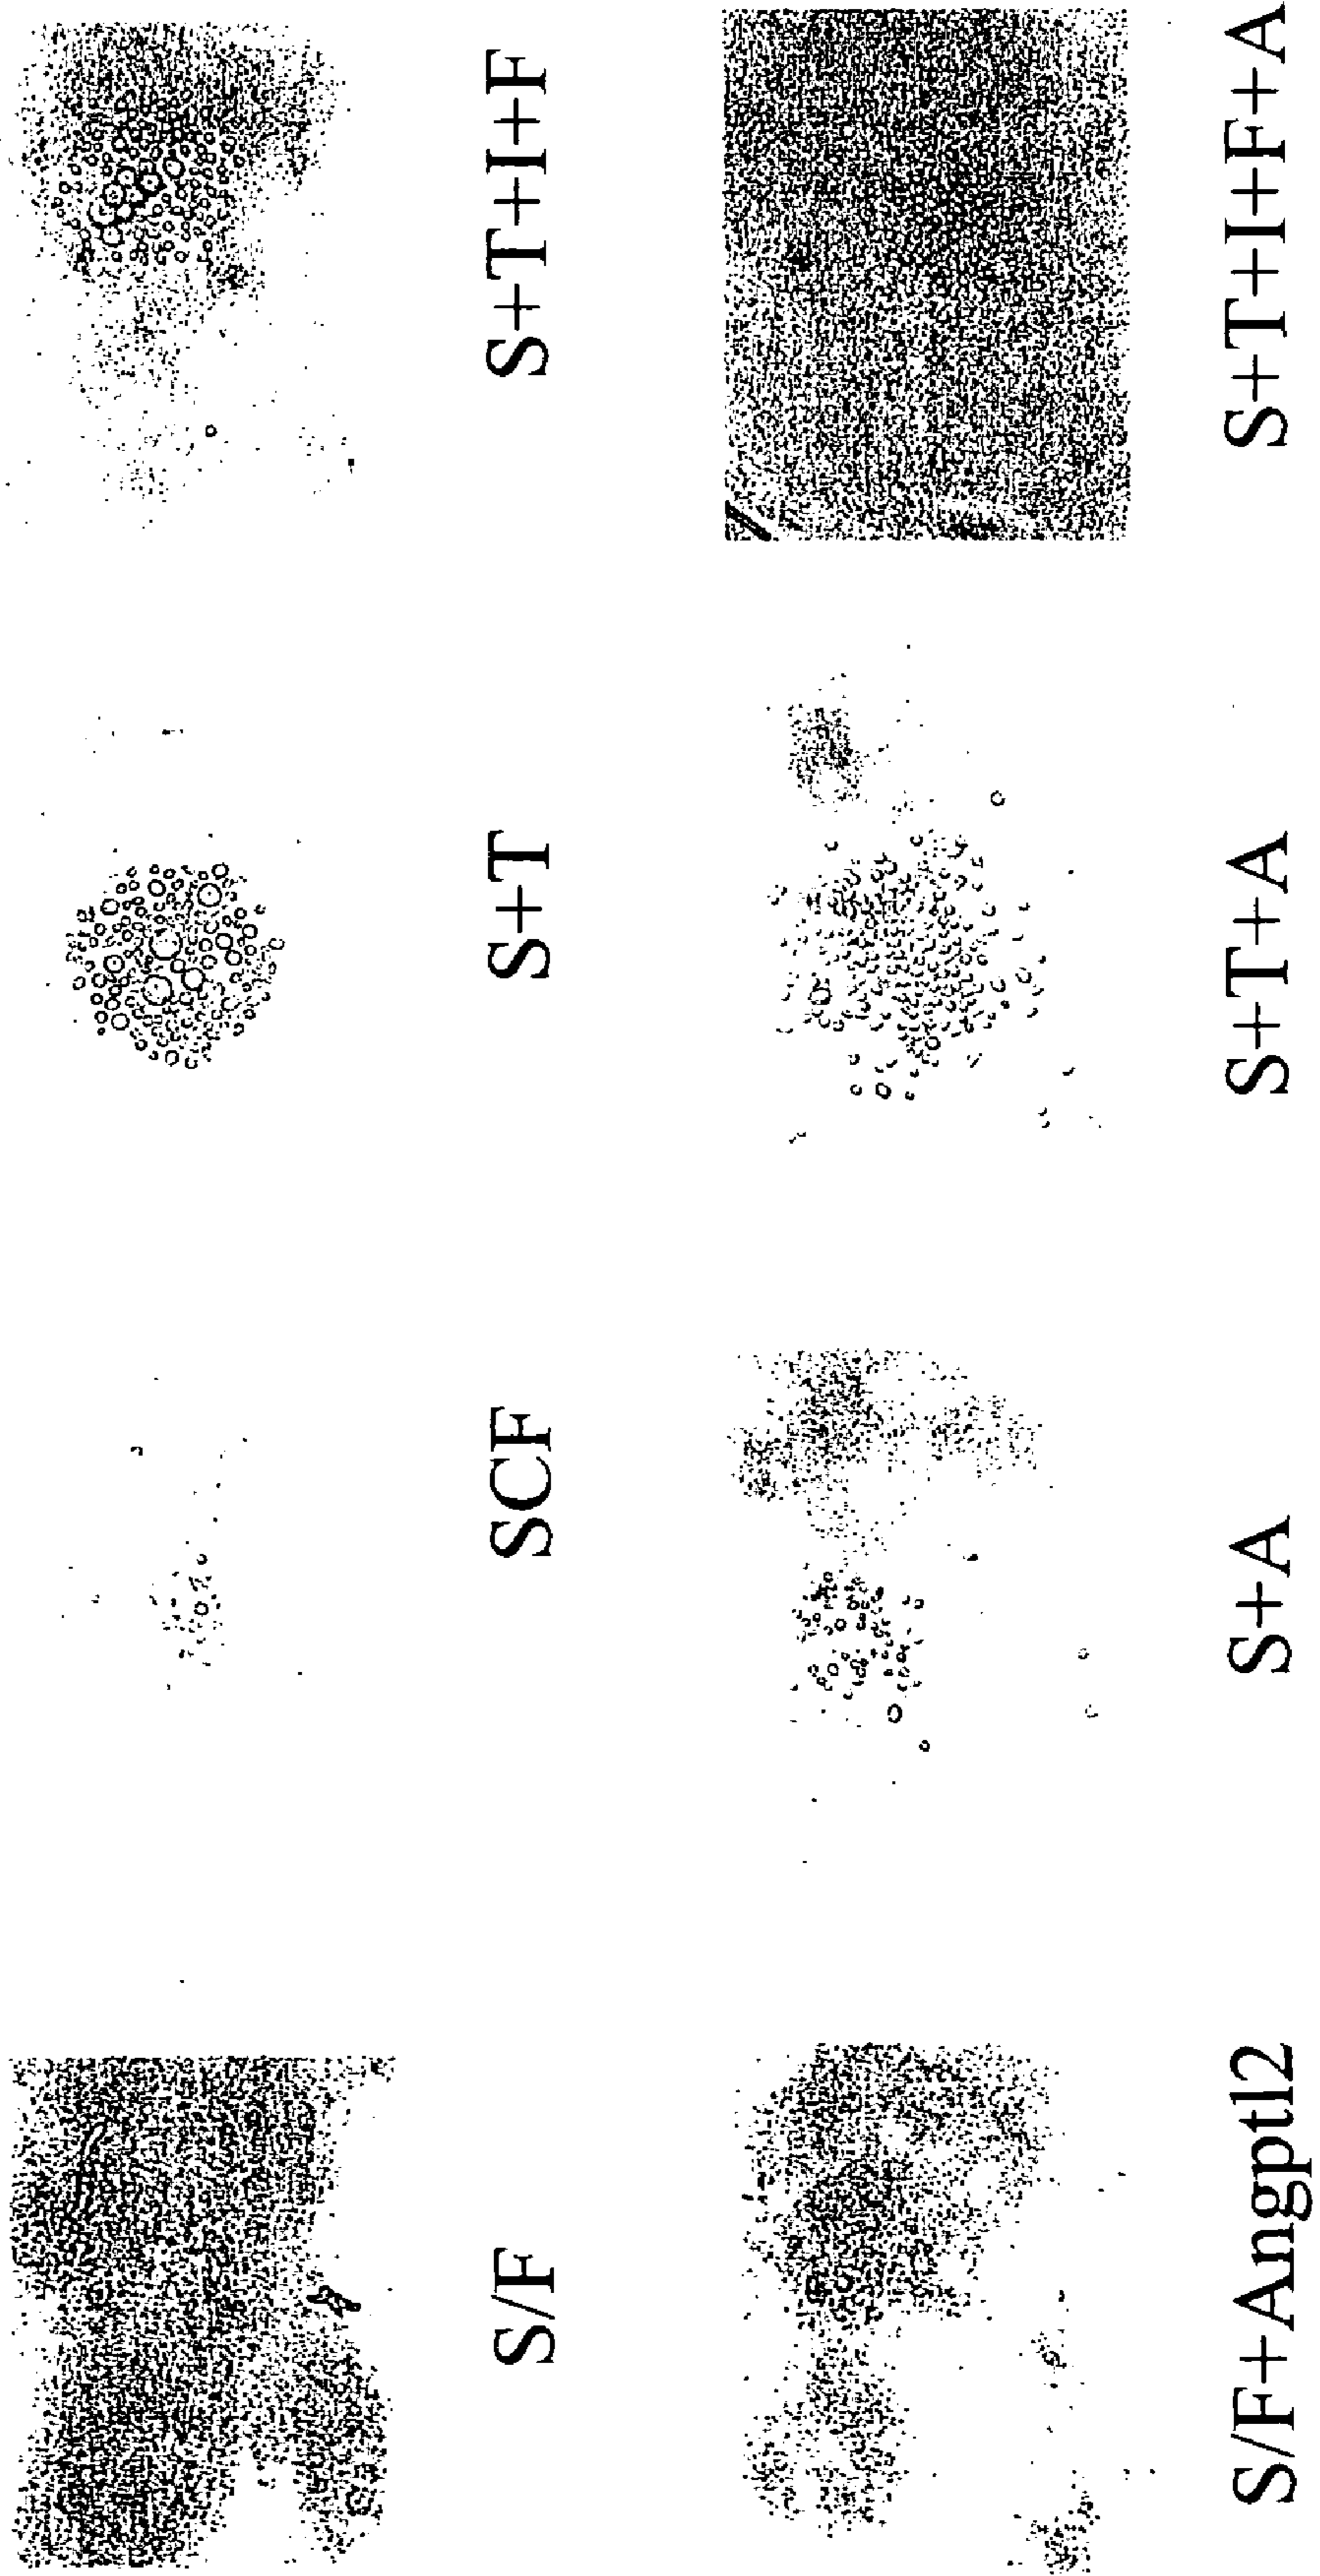 S/F
SCF
S+T
S+T+I+F
S/F+Angptl2
S+A
S+T+A
S+T+I+F+A